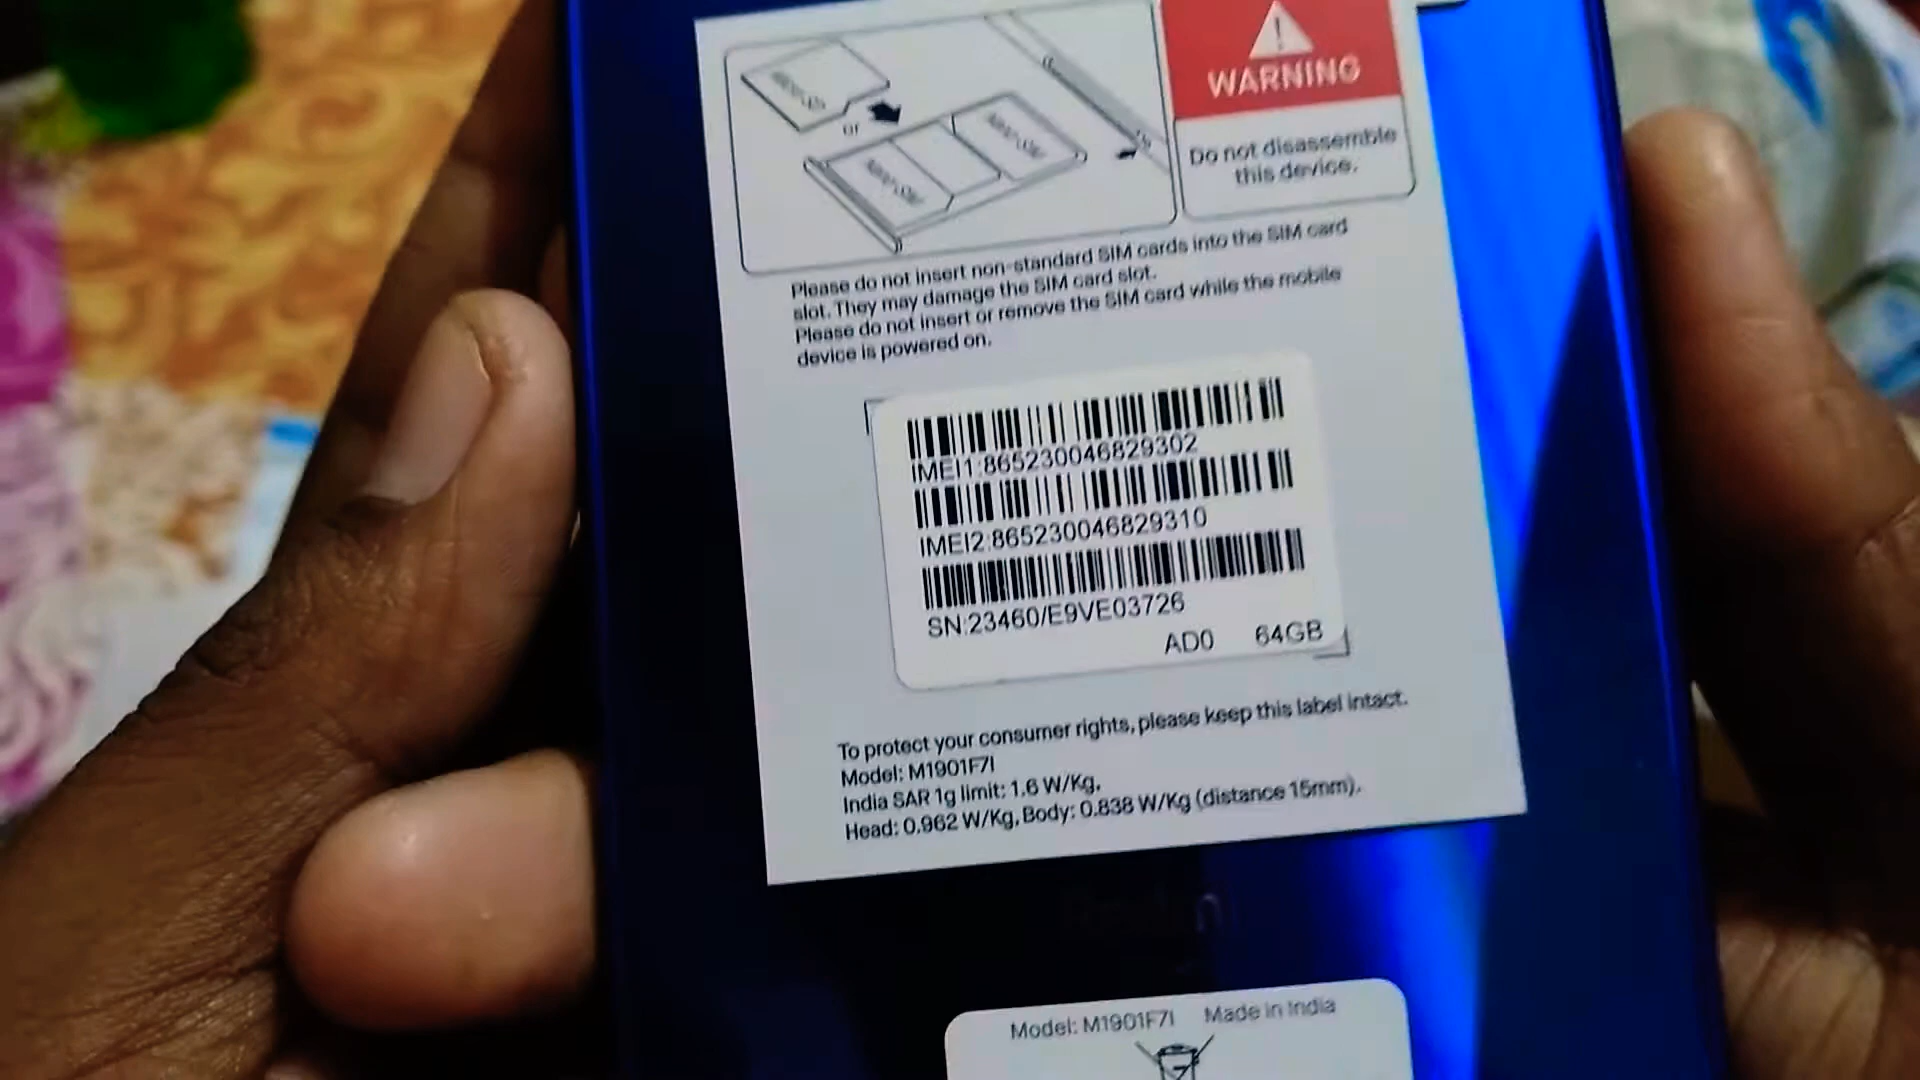 or
WARNING
Do not disassemble
this device.
Please do not insert non-standard SIM cards into the SIM card
slot. They may damage the SIM card slot.
Please do not insert or remove the SIM card while the mobile
device is powered on.
IMEI1:865230046829302
IMEI2:865230046829310
SN:23460/E9VE03726
AD0 64GB
To protect your consumer rights, please keep this label intact.
Model: M1901F7I
India SAR 1g limit: 1.6 W/Kg,
Head: 0.962 W/Kg, Body: 0.838 W/Kg (distance 15mm).
Model: M1901F7I Made in India